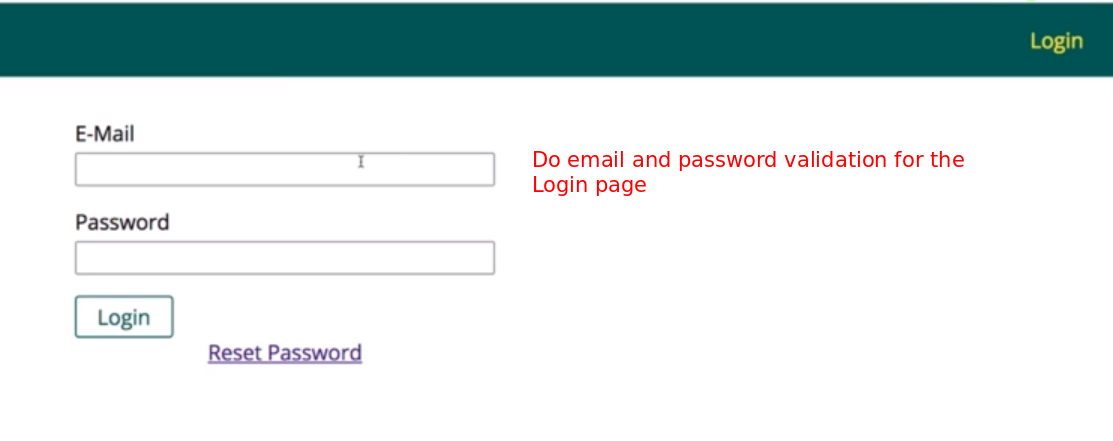 Login
E-Mail
Do email and password validation for the
Login page
Password
Login
Reset Password